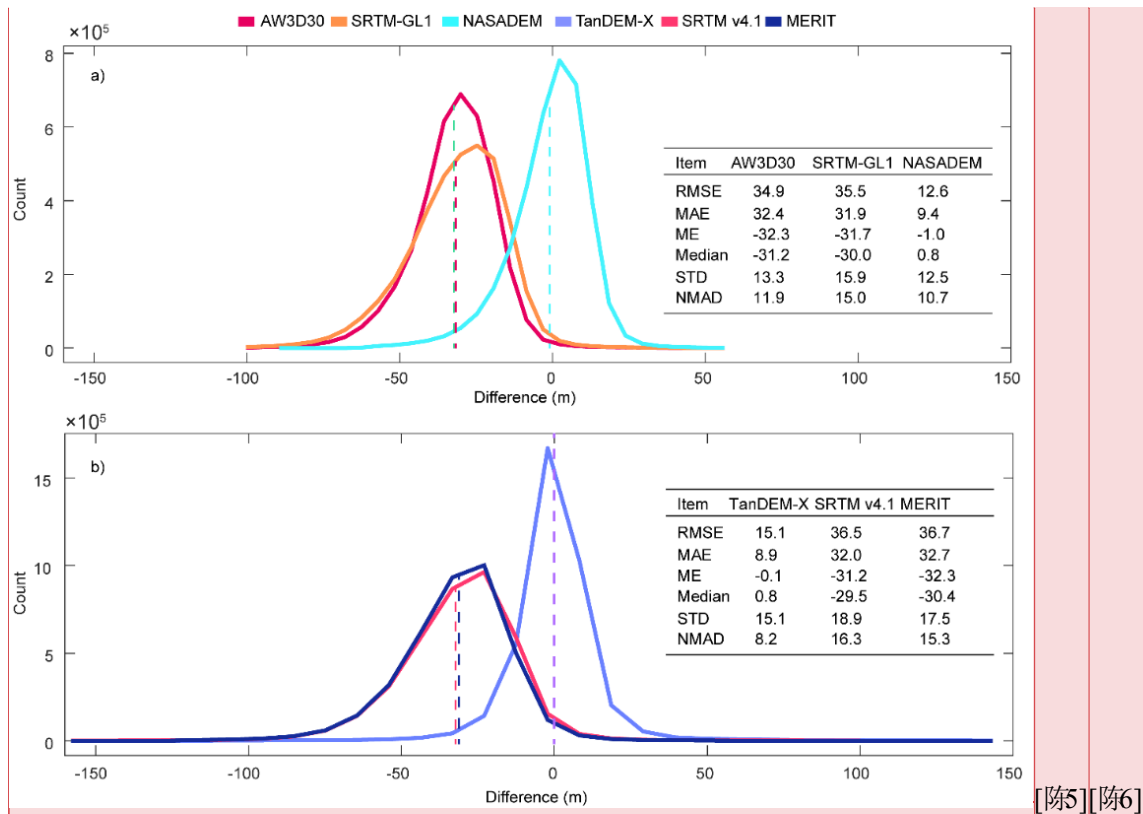 AW3D30 SRTM-GL1 NASADEM TanDEM-X SRTM v4.1 MERIT
×10⁵
a)
8
6
4
2
0
Count
Item AW3D30 SRTM-GL1 NASADEM
RMSE 34.9 35.5 12.6
MAE 32.4 31.9 9.4
ME -32.3 -31.7 -1.0
Median -31.2 -30.0 0.8
STD 13.3 15.9 12.5
NMAD 11.9 15.0 10.7
-150 -100 -50 0 50 100 150
Difference (m)
×10⁵
b)
15
10
5
0
Count
Item TanDEM-X SRTM v4.1 MERIT
RMSE 15.1 36.5 36.7
MAE 8.9 32.0 32.7
ME -0.1 -31.2 -32.3
Median 0.8 -29.5 -30.4
STD 15.1 18.9 17.5
NMAD 8.2 16.3 15.3
-150 -100 -50 0 50 100 150
Difference (m)
[陈5][陈6]